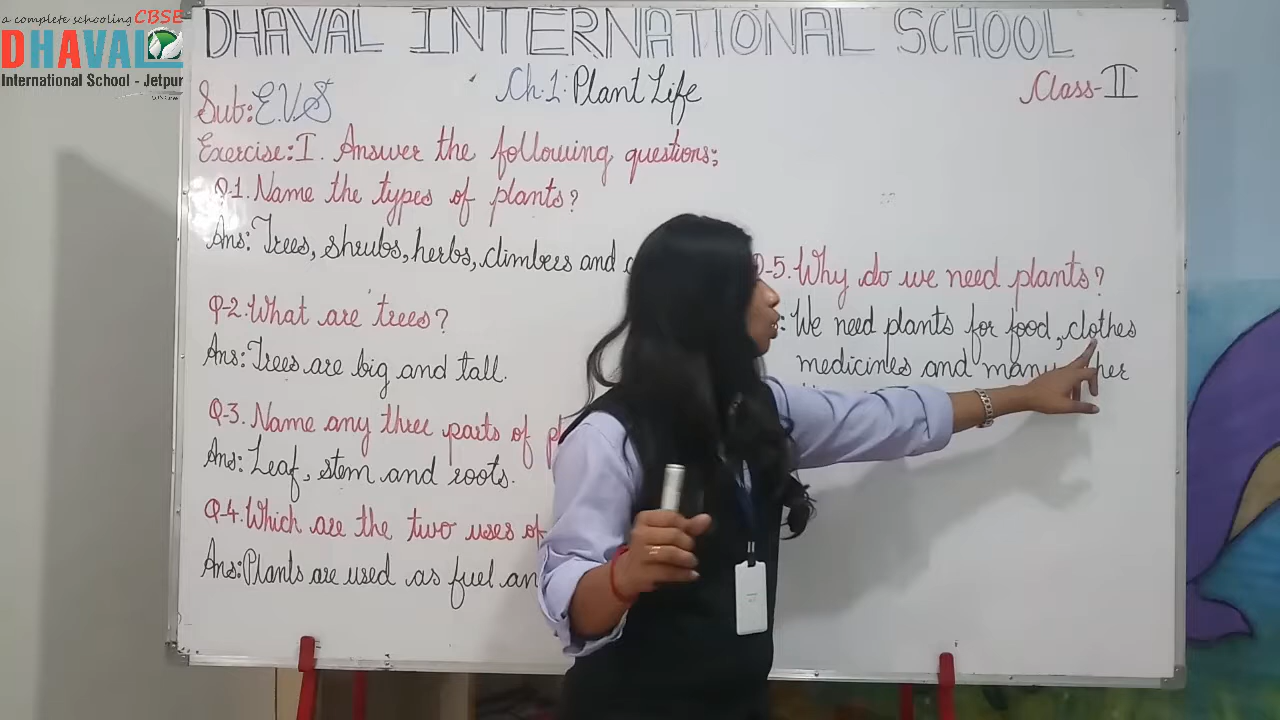 a complete schooling CBSE
DHAVAL
International School - Jetpur
DHAVAL INTERNATIONAL SCHOOL
Sub: E.V.S
Ch.1: Plant Life
Class-II
Exercise: I. Answer the following questions:
Q-1. Name the types of plants?
Ans: Trees, shrubs, herbs, climbers and
Q-2. What are trees?
Ans: Trees are big and tall.
Q-3. Name any three parts of
Ans: Leaf, stem and roots.
Q-4. Which are the two uses of
Ans: Plants are used as fuel
Q-5. Why do we need plants?
: We need plants for food, clothes
medicines and many